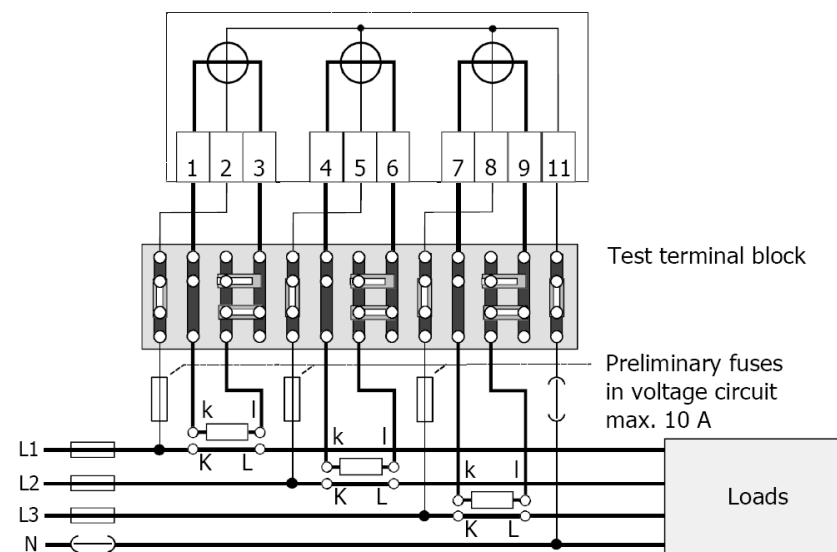 1 2 3 4 5 6 7 8 9 11
Test terminal block
Preliminary fuses
in voltage circuit
max. 10 A
k l
k l
k l
L1
K L
L2
K L
L3
K L
N
Loads